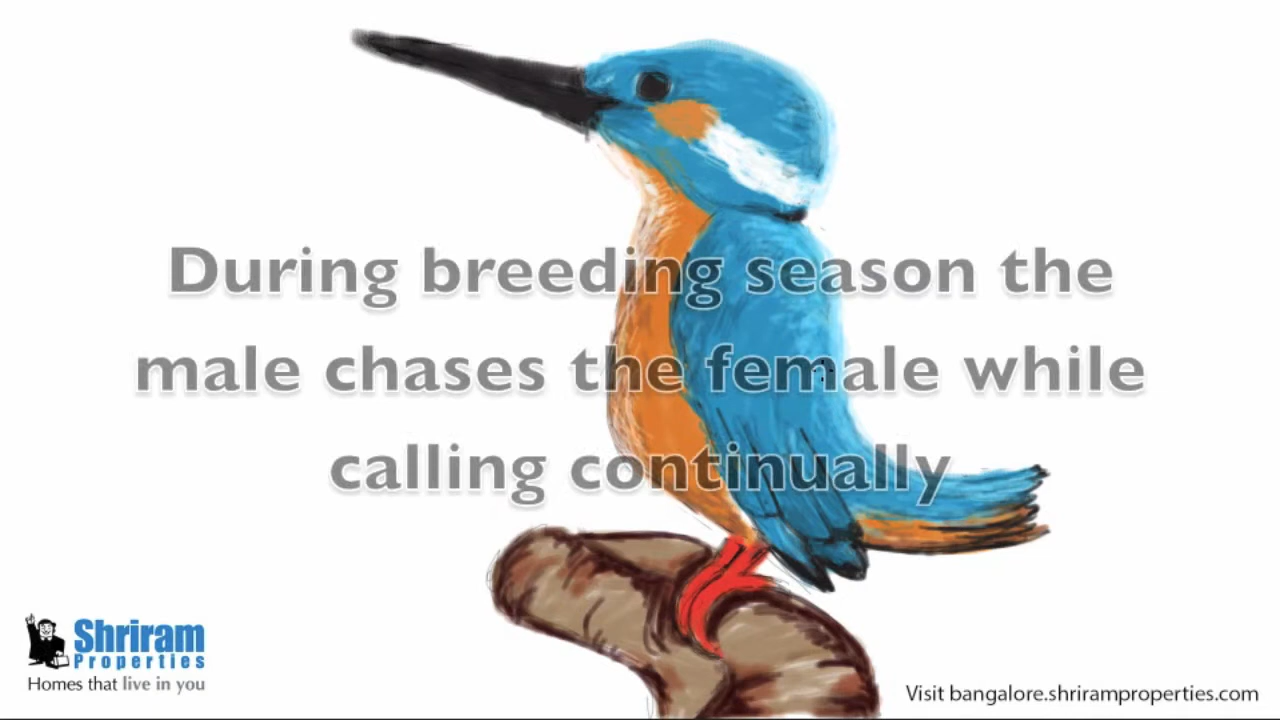 During breeding season the
male chases the female while
calling continually
Shriram
Properties
Homes that live in you
Visit bangalore.shriramproperties.com